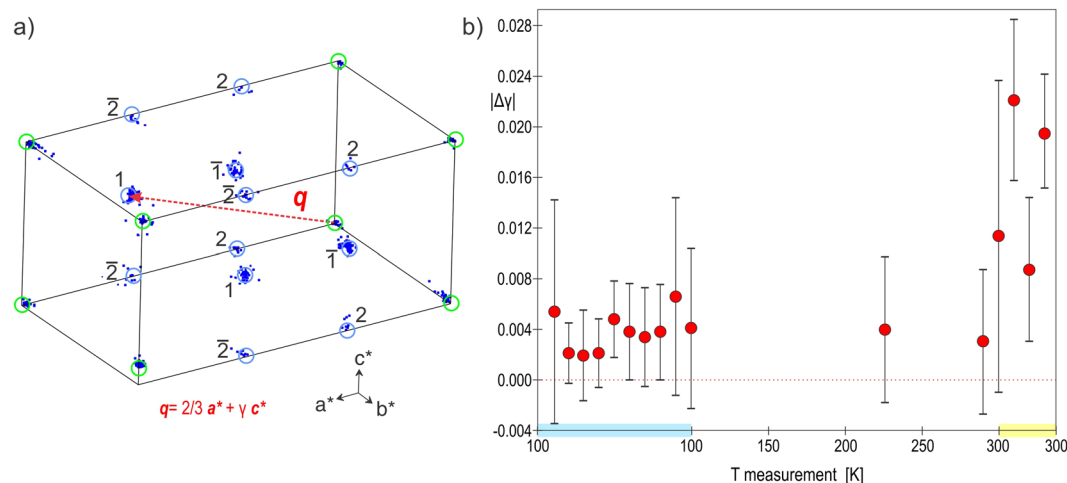 a)
2
2̅
2
1̅
1
2̅
q
2
1̅
2̅
1
2
2̅
c*
a*
b*
q= 2/3 a* + γ c*
b)
|Δγ|
0.028
0.024
0.020
0.016
0.012
0.008
0.004
0.000
-0.004
100 100 150 200 250 300 300
T measurement [K]